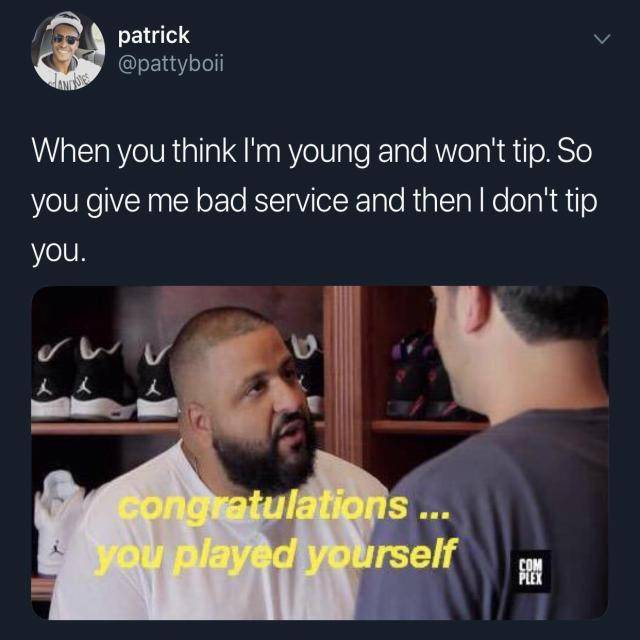 patrick
@pattyboii
When you think I'm young and won't tip. So
you give me bad service and then I don't tip
you.
congratulations ...
you played yourself
COM
PLEX